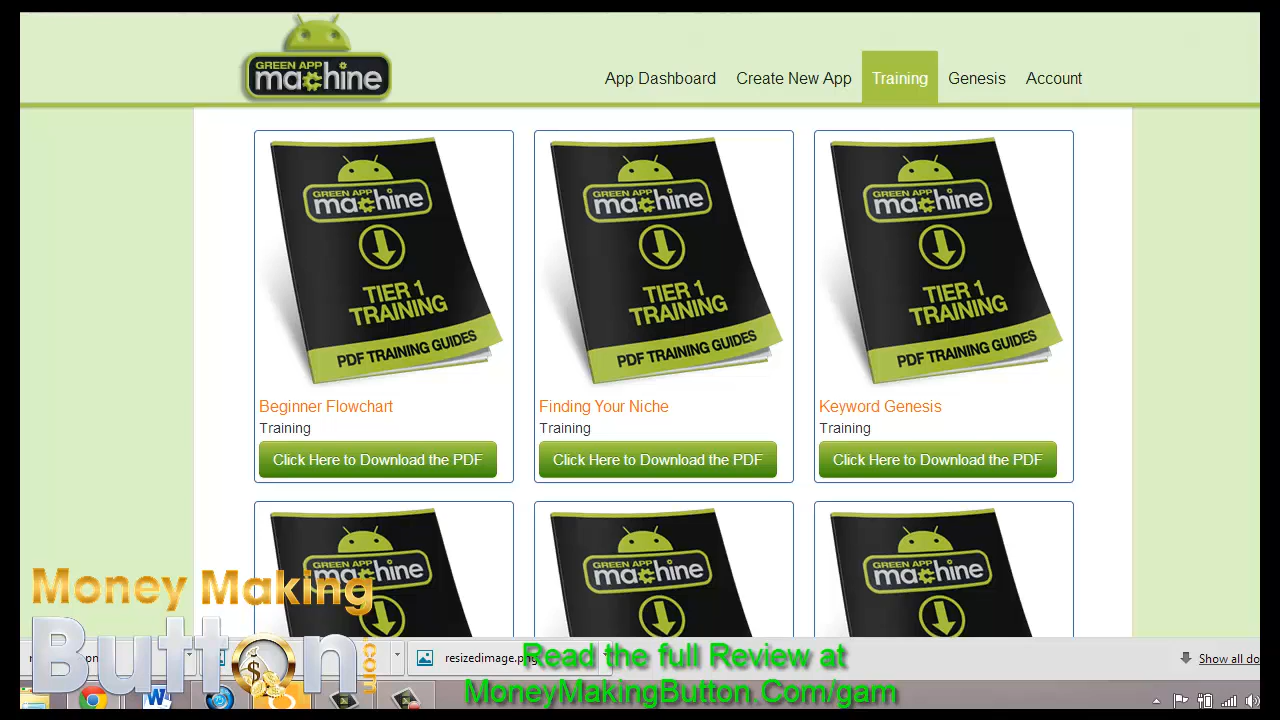 GREEN APP
machine
App Dashboard
Create New App
Training
Genesis
Account
GREEN APP
machine
TIER 1
TRAINING
PDF TRAINING GUIDES
GREEN APP
machine
TIER 1
TRAINING
PDF TRAINING GUIDES
GREEN APP
machine
TIER 1
TRAINING
PDF TRAINING GUIDES
Beginner Flowchart
Training
Click Here to Download the PDF
Finding Your Niche
Training
Click Here to Download the PDF
Keyword Genesis
Training
Click Here to Download the PDF
GREEN APP
machine
GREEN APP
machine
GREEN APP
machine
Money Making
Button
.com
resizedimage.png
Show all do
Read the full Review at
MoneyMakingButton.Com/gam